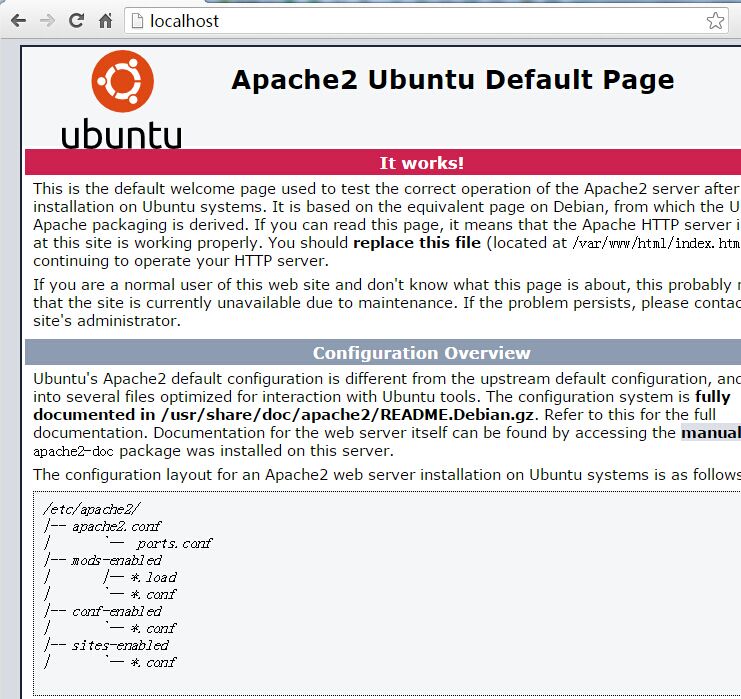 localhost
ubuntu
Apache2 Ubuntu Default Page
It works!
This is the default welcome page used to test the correct operation of the Apache2 server after
installation on Ubuntu systems. It is based on the equivalent page on Debian, from which the U
Apache packaging is derived. If you can read this page, it means that the Apache HTTP server i
at this site is working properly. You should replace this file (located at /var/www/html/index.htm
continuing to operate your HTTP server.
If you are a normal user of this web site and don't know what this page is about, this probably
that the site is currently unavailable due to maintenance. If the problem persists, please contac
site's administrator.
Configuration Overview
Ubuntu's Apache2 default configuration is different from the upstream default configuration, and
into several files optimized for interaction with Ubuntu tools. The configuration system is fully
documented in /usr/share/doc/apache2/README.Debian.gz. Refer to this for the full
documentation. Documentation for the web server itself can be found by accessing the manual
apache2-doc package was installed on this server.
The configuration layout for an Apache2 web server installation on Ubuntu systems is as follows
/etc/apache2/
|-- apache2.conf
|       `-- ports.conf
|-- mods-enabled
|       |-- *.load
|       `-- *.conf
|-- conf-enabled
|       `-- *.conf
|-- sites-enabled
|       `-- *.conf